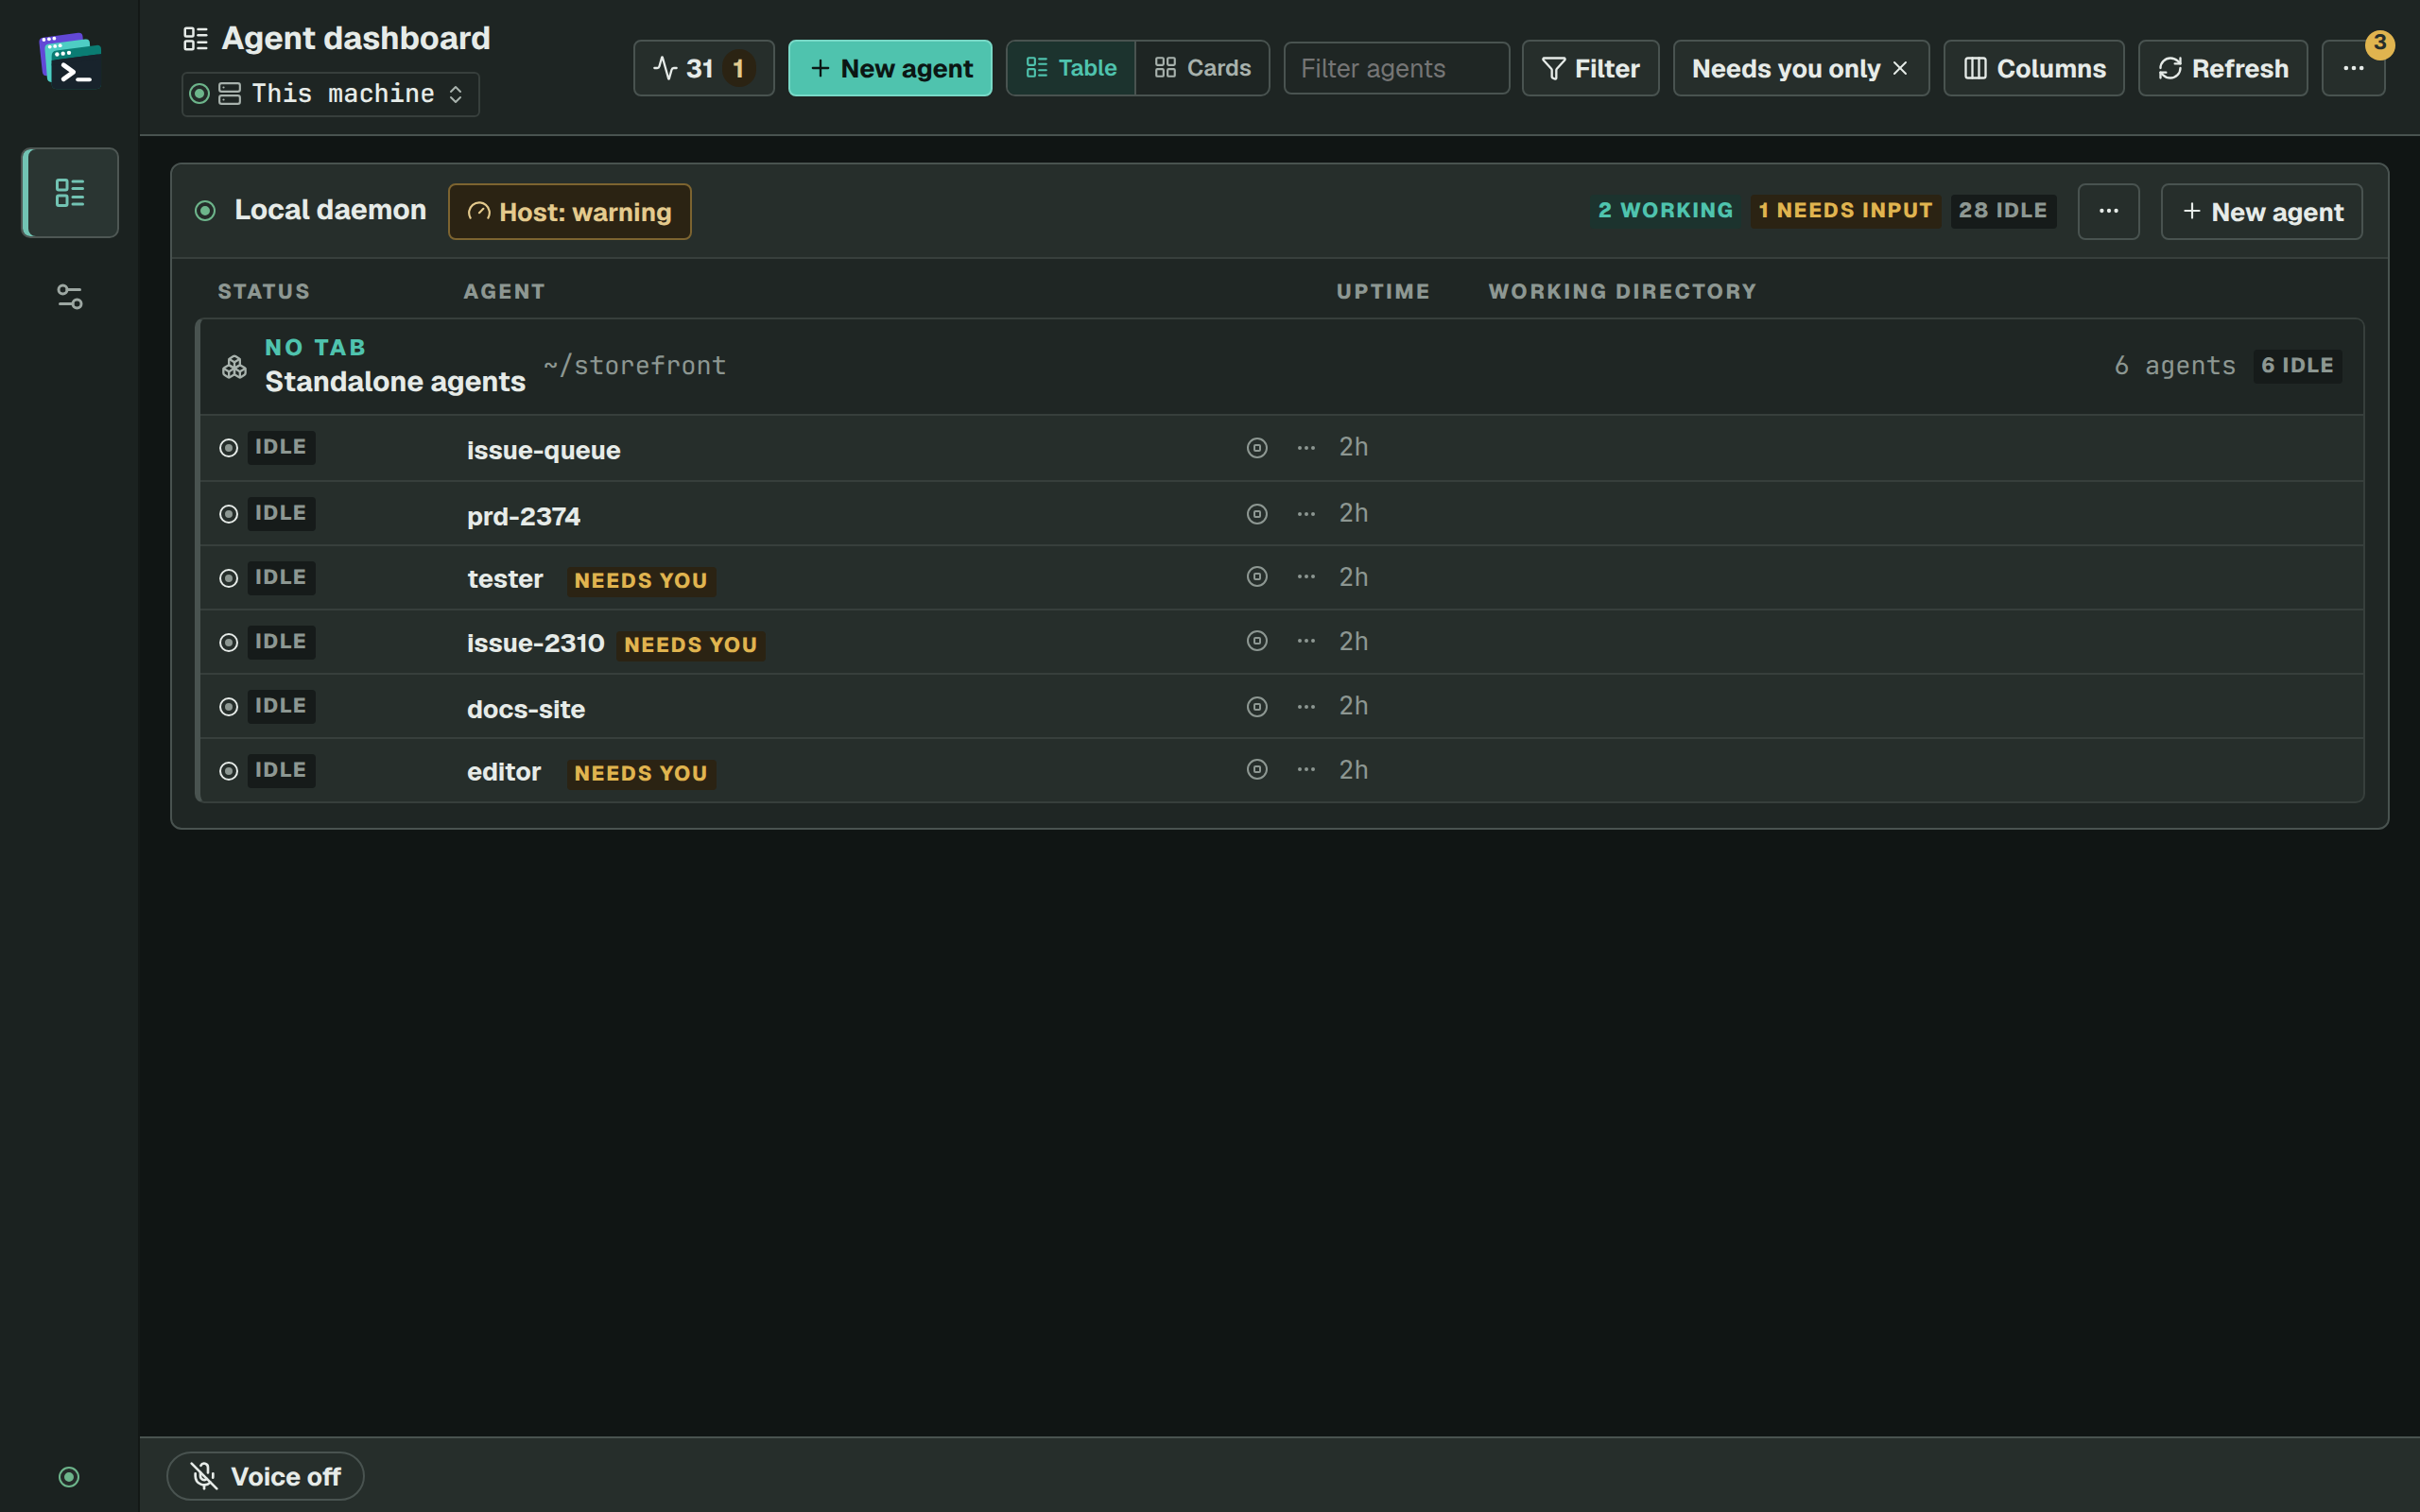 Agent dashboard
This machine
31 1
New agent
Table
Cards
Filter agents
Filter
Needs you only
Columns
Refresh
3
Local daemon
Host: warning
2 WORKING
1 NEEDS INPUT
28 IDLE
New agent
STATUS AGENT UPTIME WORKING DIRECTORY
NO TAB
Standalone agents ~/storefront
6 agents 6 IDLE
IDLE issue-queue 2h
IDLE prd-2374 2h
IDLE tester NEEDS YOU 2h
IDLE issue-2310 NEEDS YOU 2h
IDLE docs-site 2h
IDLE editor NEEDS YOU 2h
Voice off